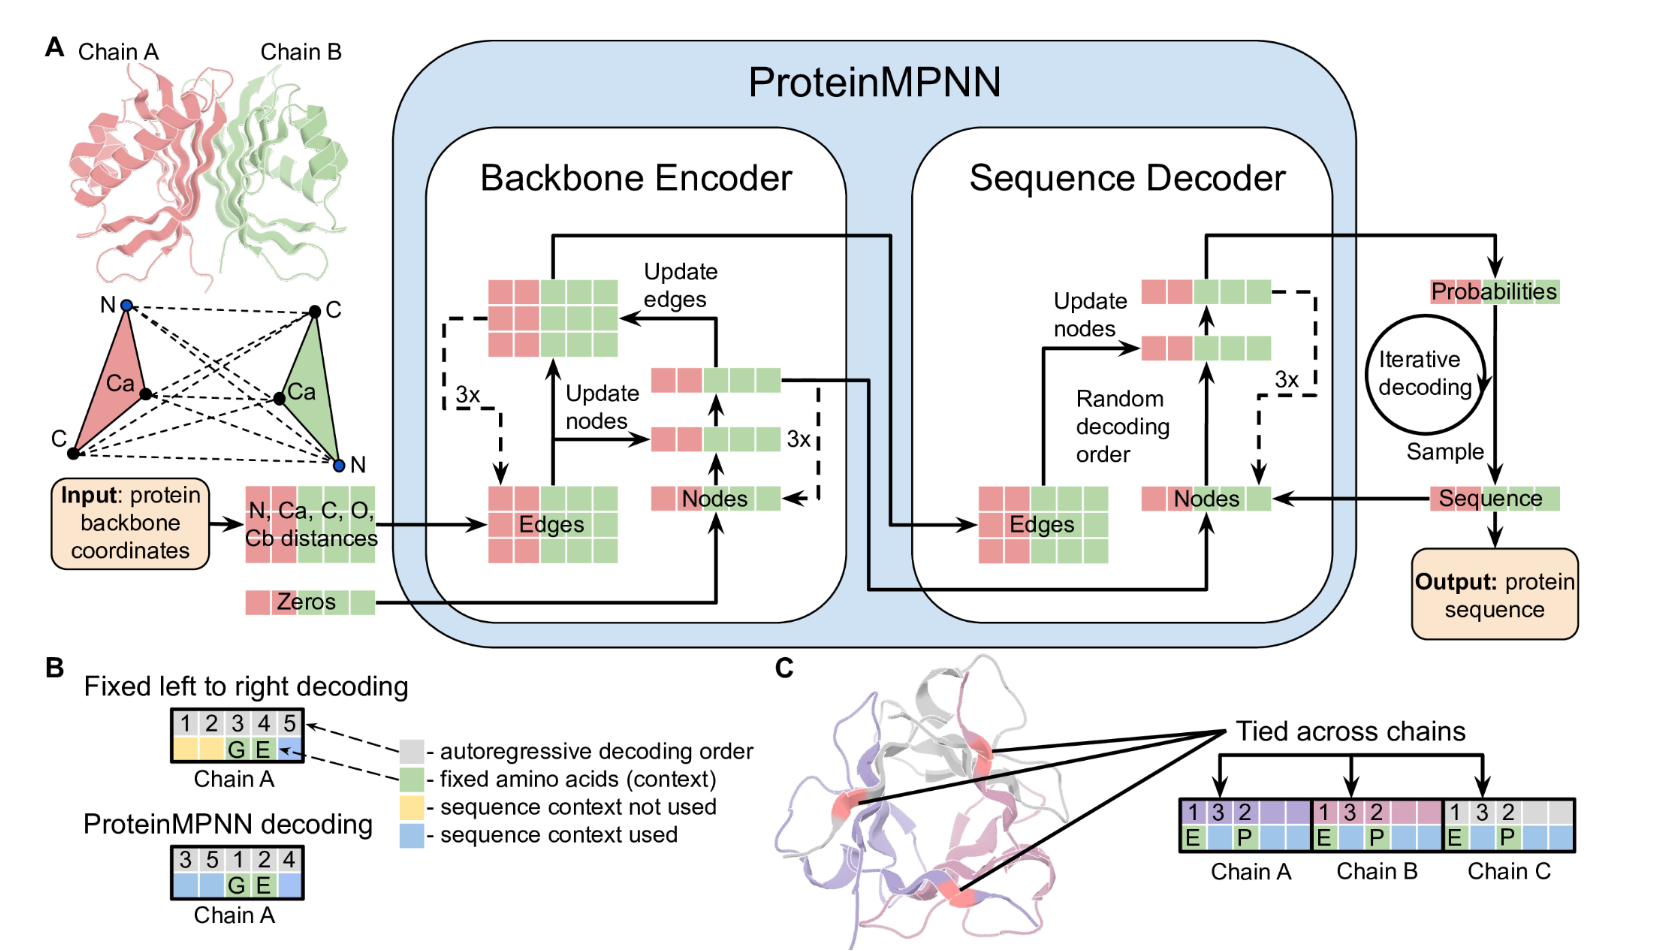 A
Chain A
Chain B
N
C
Ca
Ca
C
N
Input: protein
backbone
coordinates
N, Ca, C, O,
Cb distances
Zeros
ProteinMPNN
Backbone Encoder
Update
edges
3x
Update
nodes
3x
Edges
Nodes
Sequence Decoder
Update
nodes
Random
decoding
order
3x
Edges
Nodes
Probabilities
Iterative
decoding
Sample
Sequence
Output: protein
sequence
B
Fixed left to right decoding
1 2 3 4 5
G E
Chain A
ProteinMPNN decoding
3 5 1 2 4
G E
Chain A
- autoregressive decoding order
- fixed amino acids (context)
- sequence context not used
- sequence context used
C
Tied across chains
1 3 2 1 3 2 1 3 2
E P E P E P
Chain A Chain B Chain C